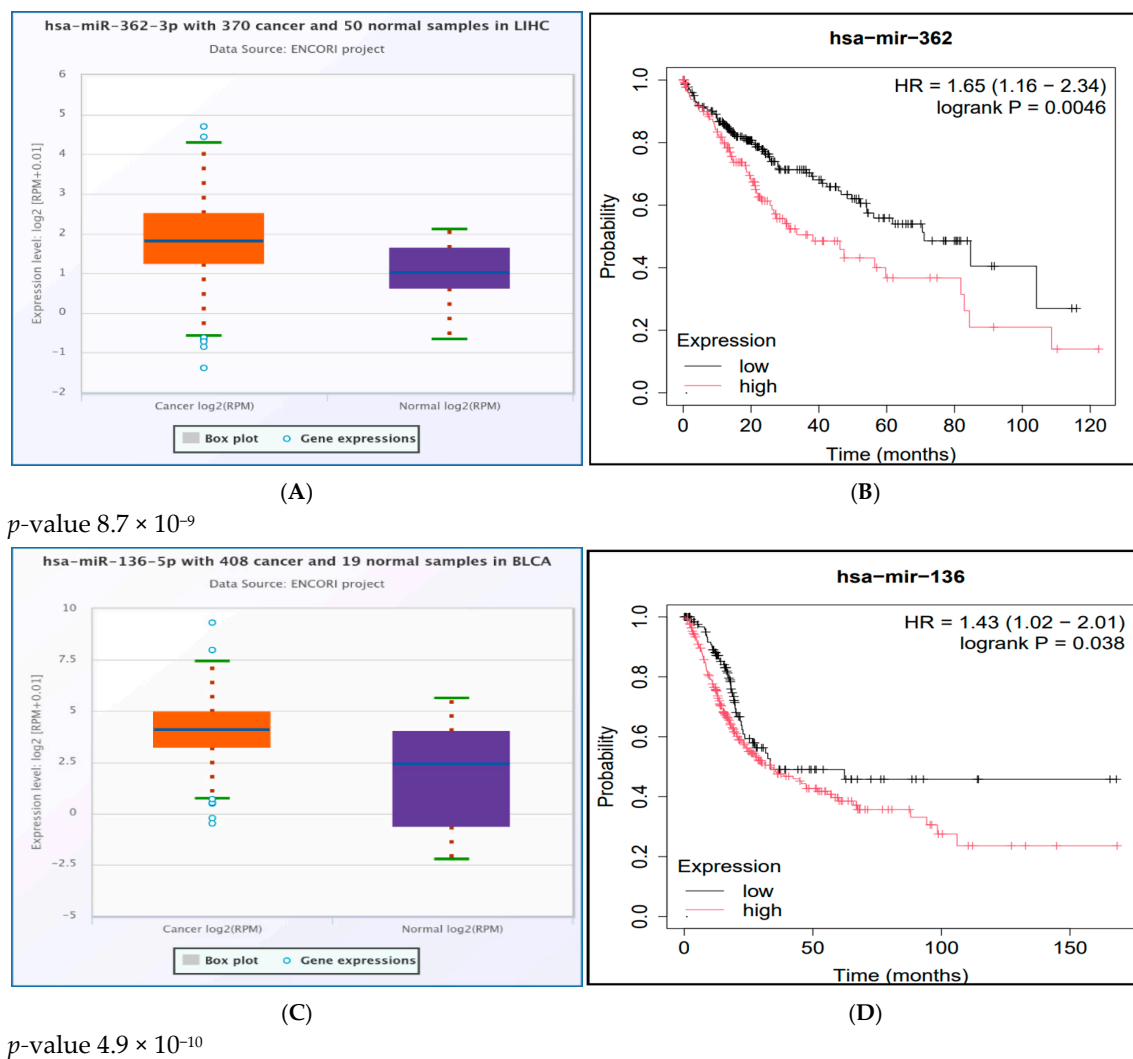 hsa-miR-362-3p with 370 cancer and 50 normal samples in LIHC
Data Source: ENCORI project
Expression level: log2 [RPM+0.01]
6
5
4
3
2
1
0
−1
−2
Cancer log2(RPM)
Normal log2(RPM)
Box plot
Gene expressions
(A)
hsa−mir−362
HR = 1.65 (1.16 − 2.34)
logrank P = 0.0046
Probability
1.0
0.8
0.6
0.4
0.2
0.0
Expression
low
high
0 20 40 60 80 100 120
Time (months)
(B)
p-value 8.7 × 10⁻⁹
hsa-miR-136-5p with 408 cancer and 19 normal samples in BLCA
Data Source: ENCORI project
Expression level: log2 [RPM+0.01]
10
7.5
5
2.5
0
−2.5
−5
Cancer log2(RPM)
Normal log2(RPM)
Box plot
Gene expressions
(C)
hsa−mir−136
HR = 1.43 (1.02 − 2.01)
logrank P = 0.038
Probability
1.0
0.8
0.6
0.4
0.2
0.0
Expression
low
high
0 50 100 150
Time (months)
(D)
p-value 4.9 × 10⁻¹⁰